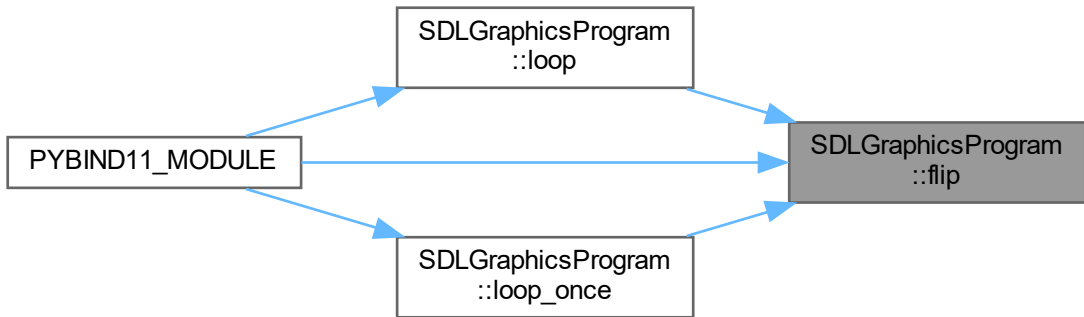 SDLGraphicsProgram
::loop
PYBIND11_MODULE
SDLGraphicsProgram
::flip
SDLGraphicsProgram
::loop_once